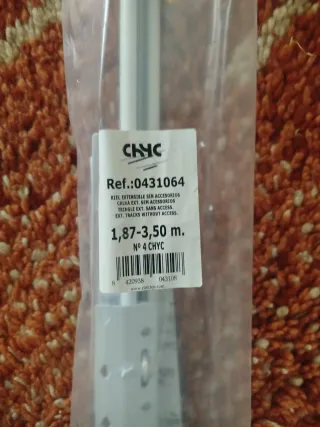 CHYC
Ref.:0431064
RIEL EXTENSIBLE SIN ACCESORIOS
CALHA EXT. SEM ACESSORIOS
TRINGLE EXT. SANS ACCESS.
EXT. TRACKS WITHOUT ACCESS.
1,87-3,50 m.
Nº 4 CHYC